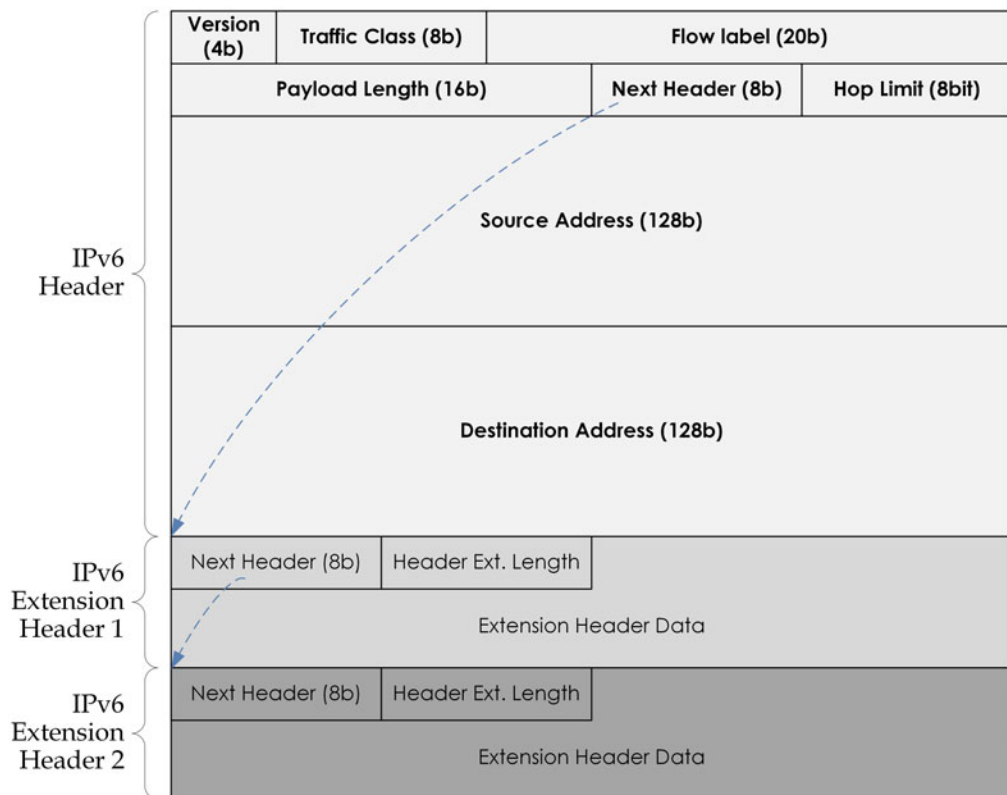 Version
(4b)
Traffic Class (8b)
Flow label (20b)
Payload Length (16b)
Next Header (8b)
Hop Limit (8bit)
Source Address (128b)
IPv6
Header
Destination Address (128b)
IPv6
Extension
Header 1
Next Header (8b)
Header Ext. Length
Extension Header Data
IPv6
Extension
Header 2
Next Header (8b)
Header Ext. Length
Extension Header Data